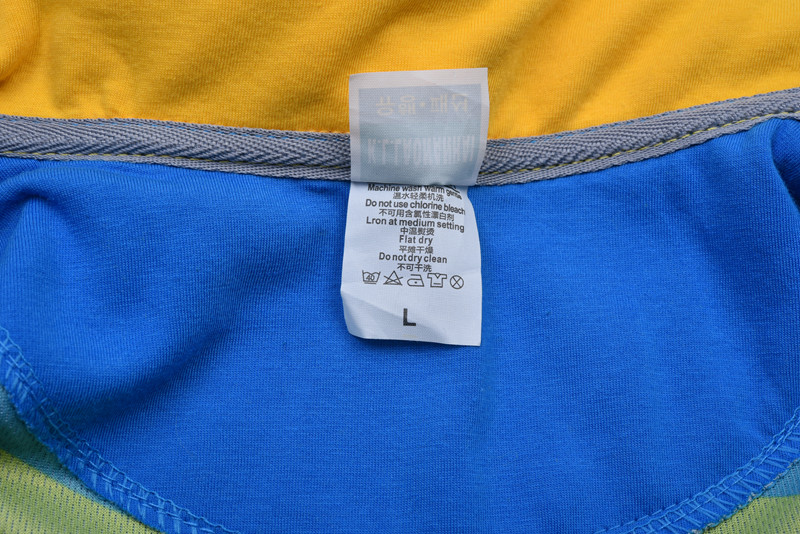 Machine wash warm gentle
温水轻柔机洗
Do not use chlorine bleach
不可用含氯性漂白剂
Lron at medium setting
中温熨烫
Flat dry
平摊干燥
Do not dry clean
不可干洗
40
L